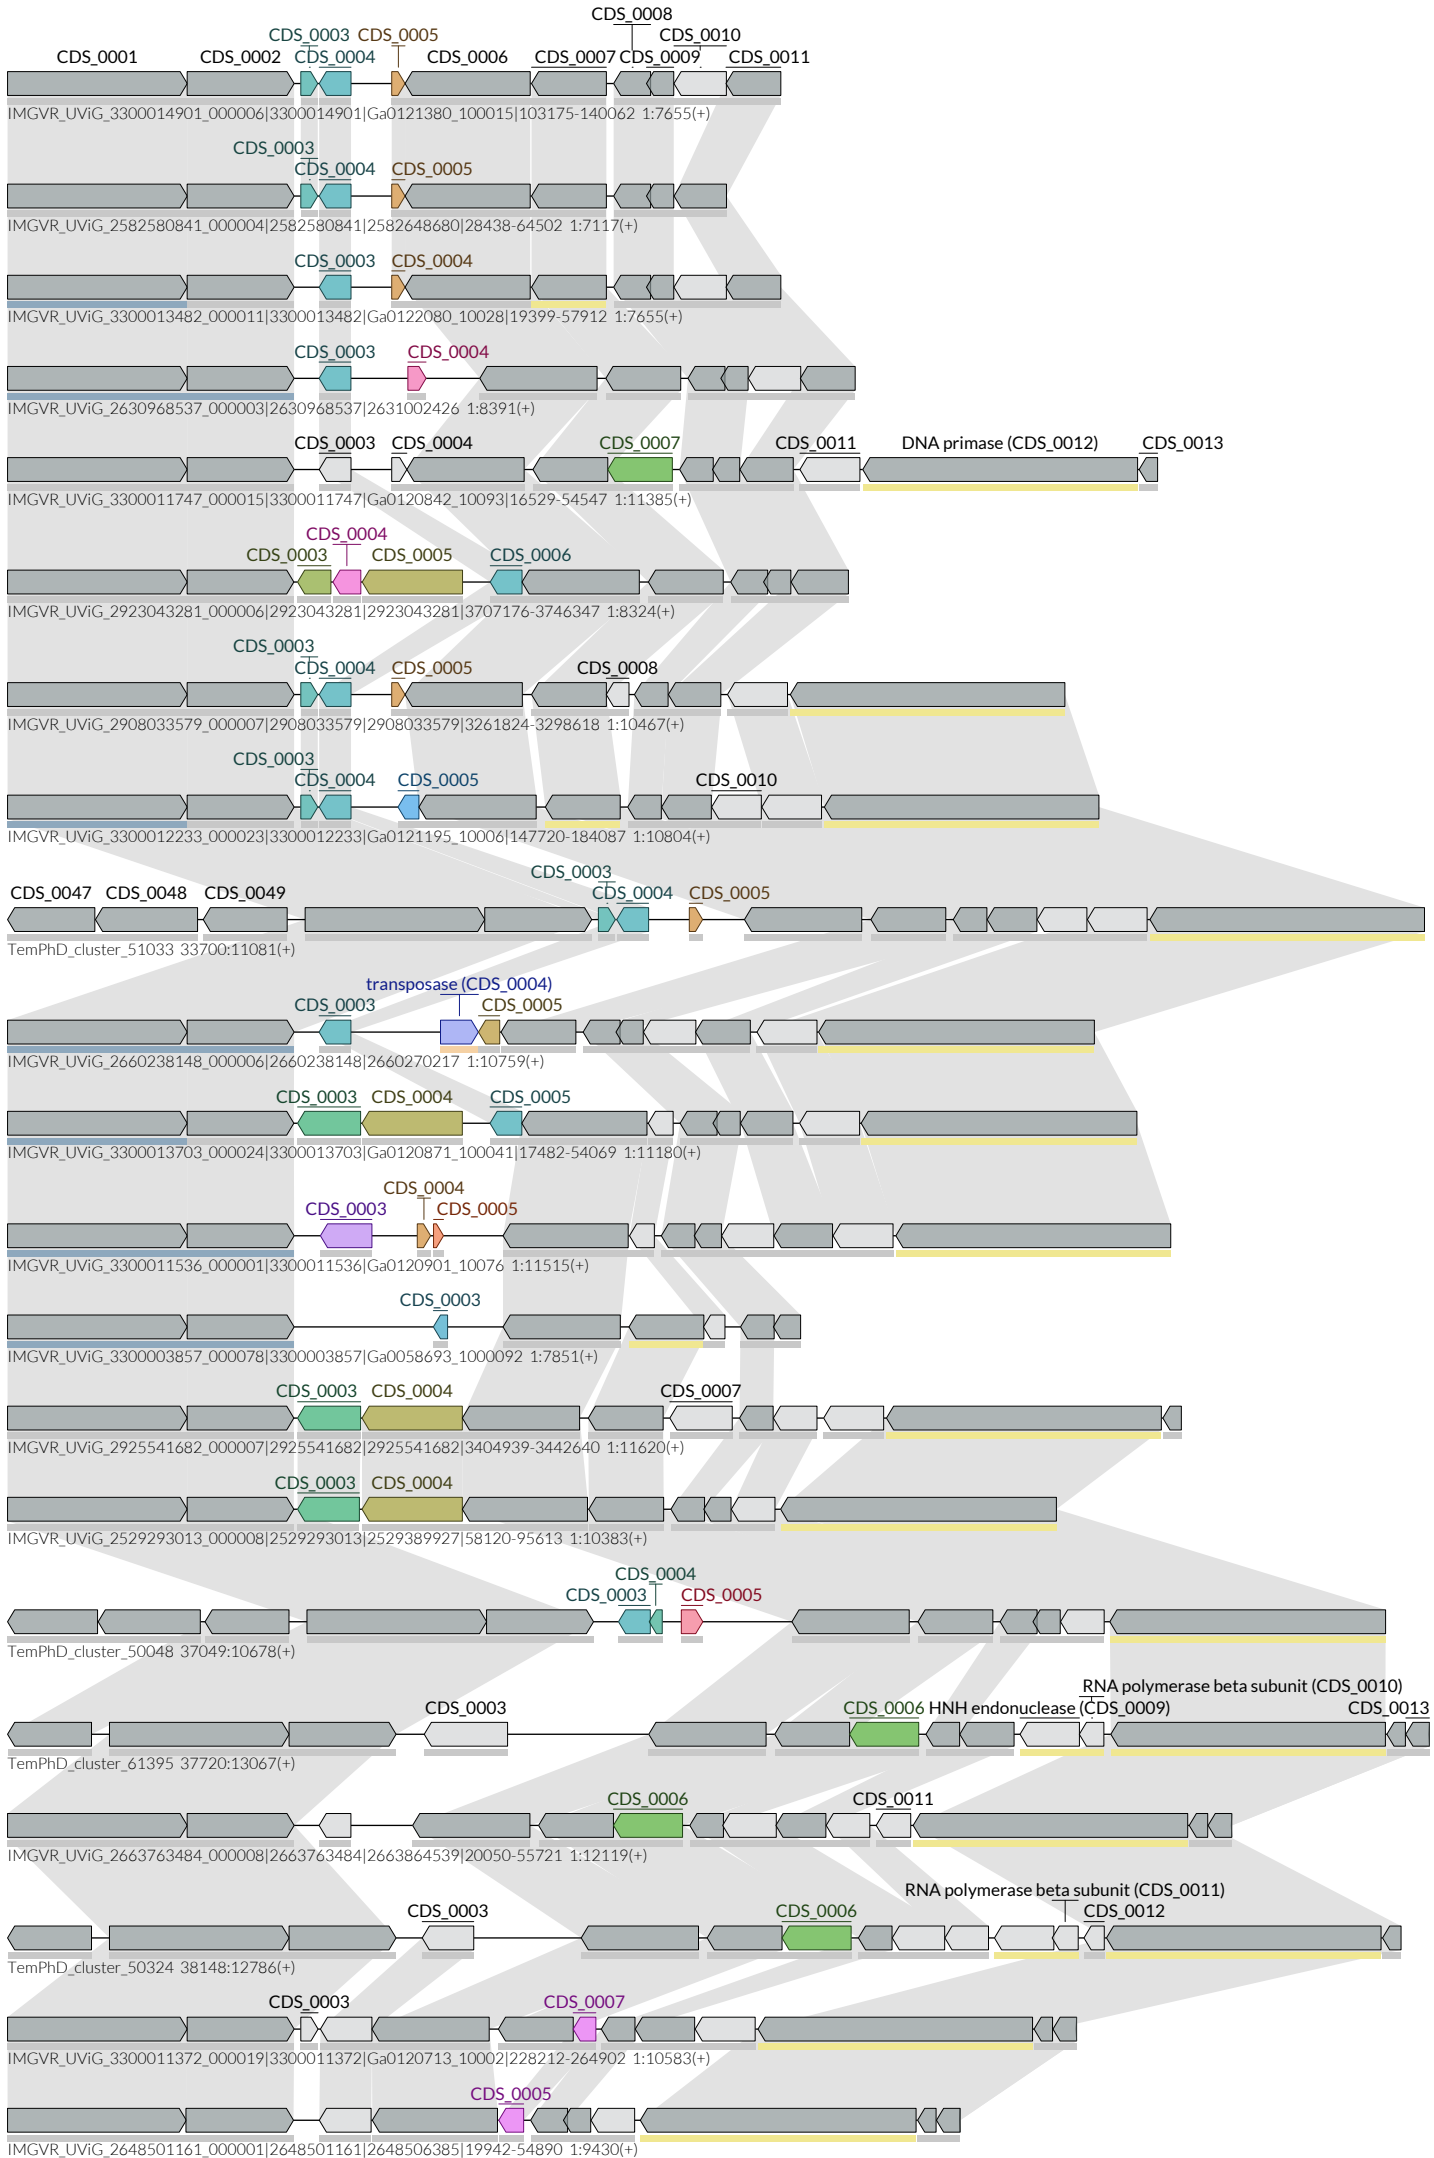 CDS_0008
CDS_0003 CDS_0005 CDS_0010
CDS_0001 CDS_0002 CDS_0004 CDS_0006 CDS_0007 CDS_0009 CDS_0011
IMGVR_UViG_3300014901_000006|3300014901|Ga0121380_100015|103175-140062 1:7655(+)
CDS_0003
CDS_0004 CDS_0005
IMGVR_UViG_2582580841_000004|2582580841|2582648680|28438-64502 1:7117(+)
CDS_0003 CDS_0004
IMGVR_UViG_3300013482_000011|3300013482|Ga0122080_10028|19399-57912 1:7655(+)
CDS_0003 CDS_0004
IMGVR_UViG_2630968537_000003|2630968537|2631002426 1:8391(+)
CDS_0003 CDS_0004 CDS_0007 CDS_0011 DNA primase (CDS_0012) CDS_0013
IMGVR_UViG_3300011747_000015|3300011747|Ga0120842_10093|16529-54547 1:11385(+)
CDS_0004
CDS_0003 CDS_0005 CDS_0006
IMGVR_UViG_2923043281_000006|2923043281|2923043281|3707176-3746347 1:8324(+)
CDS_0003
CDS_0004 CDS_0005 CDS_0008
IMGVR_UViG_2908033579_000007|2908033579|2908033579|3261824-3298618 1:10467(+)
CDS_0003
CDS_0004 CDS_0005 CDS_0010
IMGVR_UViG_3300012233_000023|3300012233|Ga0121195_10006|147720-184087 1:10804(+)
CDS_0003
CDS_0047 CDS_0048 CDS_0049 CDS_0004 CDS_0005
TemPhD_cluster_51033 33700:11081(+)
transposase (CDS_0004)
CDS_0003 CDS_0005
IMGVR_UViG_2660238148_000006|2660238148|2660270217 1:10759(+)
CDS_0003 CDS_0004 CDS_0005
IMGVR_UViG_3300013703_000024|3300013703|Ga0120871_100041|17482-54069 1:11180(+)
CDS_0004
CDS_0003 CDS_0005
IMGVR_UViG_3300011536_000001|3300011536|Ga0120901_10076 1:11515(+)
CDS_0003
IMGVR_UViG_3300003857_000078|3300003857|Ga0058693_1000092 1:7851(+)
CDS_0003 CDS_0004 CDS_0007
IMGVR_UViG_2925541682_000007|2925541682|2925541682|3404939-3442640 1:11620(+)
CDS_0003 CDS_0004
IMGVR_UViG_2529293013_000008|2529293013|2529389927|58120-95613 1:10383(+)
CDS_0004
CDS_0003 CDS_0005
TemPhD_cluster_50048 37049:10678(+)
RNA polymerase beta subunit (CDS_0010)
CDS_0003 CDS_0006 HNH endonuclease (CDS_0009) CDS_0013
TemPhD_cluster_61395 37720:13067(+)
CDS_0006 CDS_0011
IMGVR_UViG_2663763484_000008|2663763484|2663864539|20050-55721 1:12119(+)
RNA polymerase beta subunit (CDS_0011)
CDS_0003 CDS_0006 CDS_0012
TemPhD_cluster_50324 38148:12786(+)
CDS_0003 CDS_0007
IMGVR_UViG_3300011372_000019|3300011372|Ga0120713_10002|228212-264902 1:10583(+)
CDS_0005
IMGVR_UViG_2648501161_000001|2648501161|2648506385|19942-54890 1:9430(+)